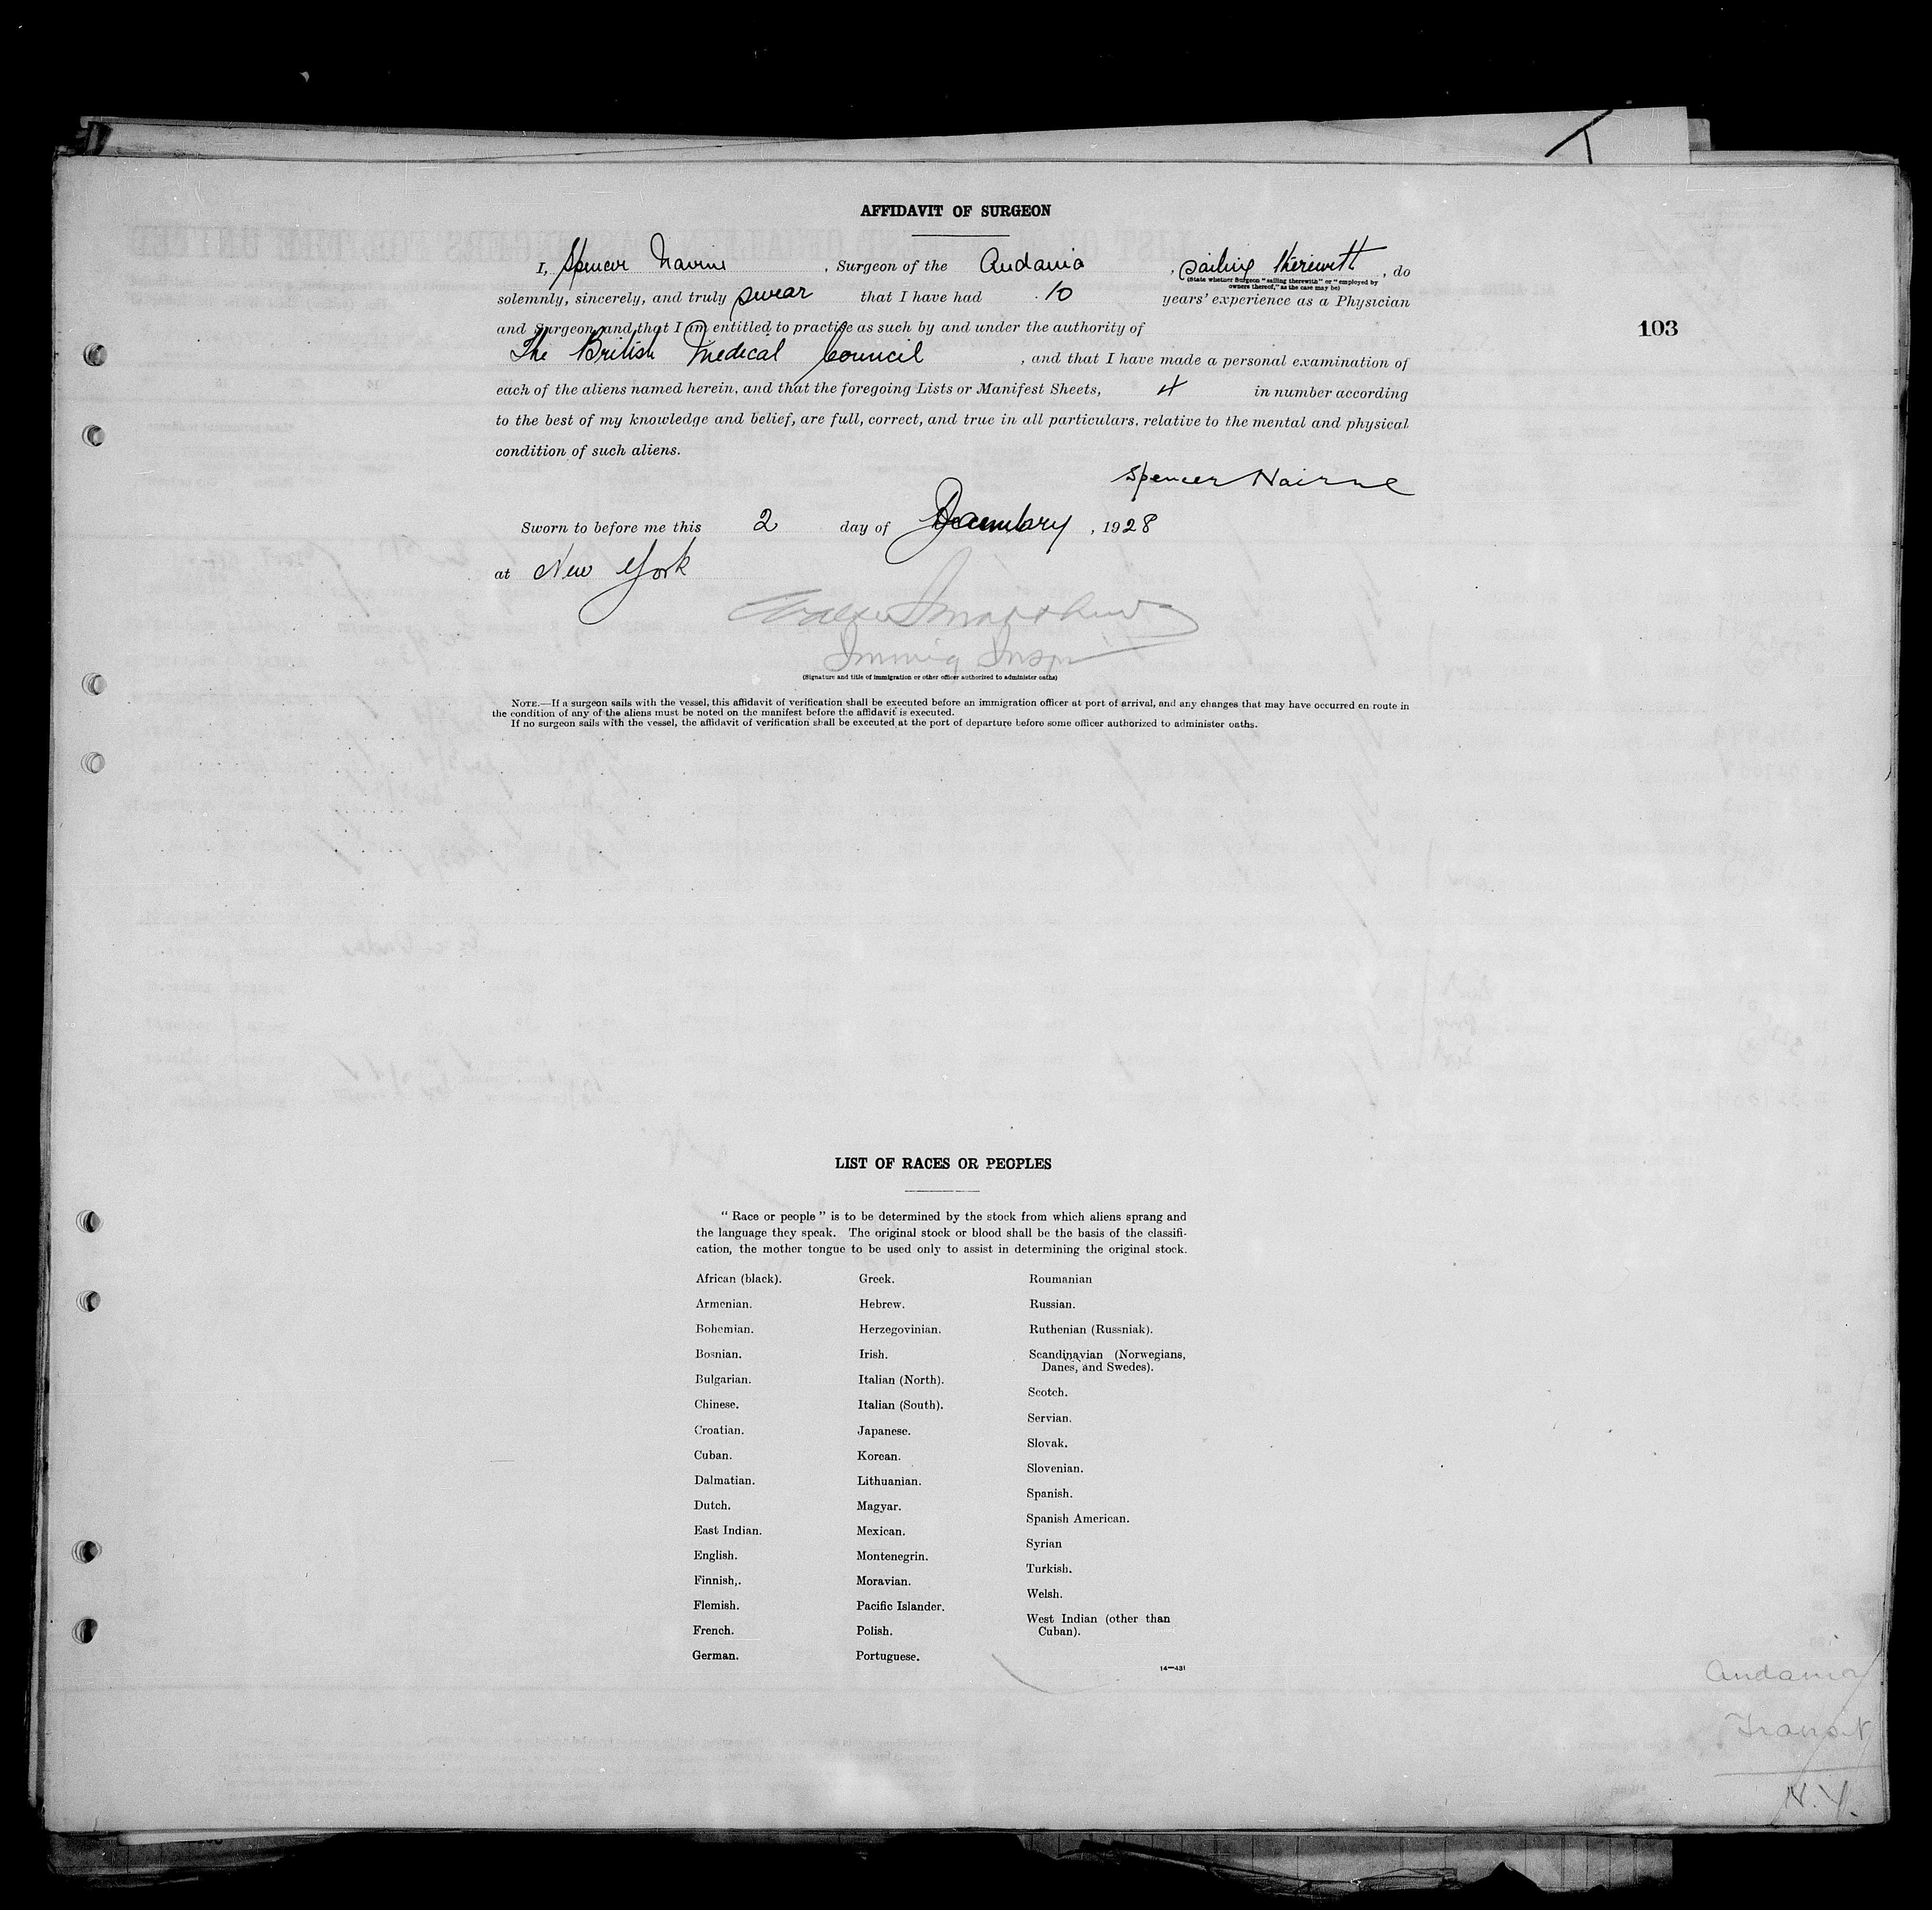 AFFIDAVIT OF SURGEON
I, Spencer Nairne, Surgeon of the Andania, sailing therewith, do
(State whether Surgeon "sailing therewith" or "employed by
owners thereof," as the case may be)
solemnly, sincerely, and truly swear that I have had 10 years' experience as a Physician
and Surgeon and that I am entitled to practise as such by and under the authority of
103
The British Medical Council, and that I have made a personal examination of
each of the aliens named herein, and that the foregoing Lists or Manifest Sheets, 4 in number according
to the best of my knowledge and belief, are full, correct, and true in all particulars, relative to the mental and physical
condition of such aliens.
Spencer Nairne
Sworn to before me this 2 day of , 1928
at New York
Immig Insp
(Signature and title of immigration or other officer authorized to administer oaths)
NOTE.—If a surgeon sails with the vessel, this affidavit of verification shall be executed before an immigration officer at port of arrival, and any changes that may have occurred en route in
the condition of any of the aliens must be noted on the manifest before the affidavit is executed.
If no surgeon sails with the vessel, the affidavit of verification shall be executed at the port of departure before some officer authorized to administer oaths.
LIST OF RACES OR PEOPLES
"Race or people" is to be determined by the stock from which aliens sprang and
the language they speak. The original stock or blood shall be the basis of the classifi-
cation, the mother tongue to be used only to assist in determining the original stock.
African (black).
Armenian.
Bohemian.
Bosnian.
Bulgarian.
Chinese.
Croatian.
Cuban.
Dalmatian.
Dutch.
East Indian.
English.
Finnish,.
Flemish.
French.
German.
Greek.
Hebrew.
Herzegovinian.
Irish.
Italian (North).
Italian (South).
Japanese.
Korean.
Lithuanian.
Magyar.
Mexican.
Montenegrin.
Moravian.
Pacific Islander.
Polish.
Portuguese.
Roumanian
Russian.
Ruthenian (Russniak).
Scandinavian (Norwegians,
Danes, and Swedes).
Scotch.
Servian.
Slovak.
Slovenian.
Spanish.
Spanish American.
Syrian
Turkish.
Welsh.
West Indian (other than
Cuban).
14—431
Andania
Transit
N.Y.